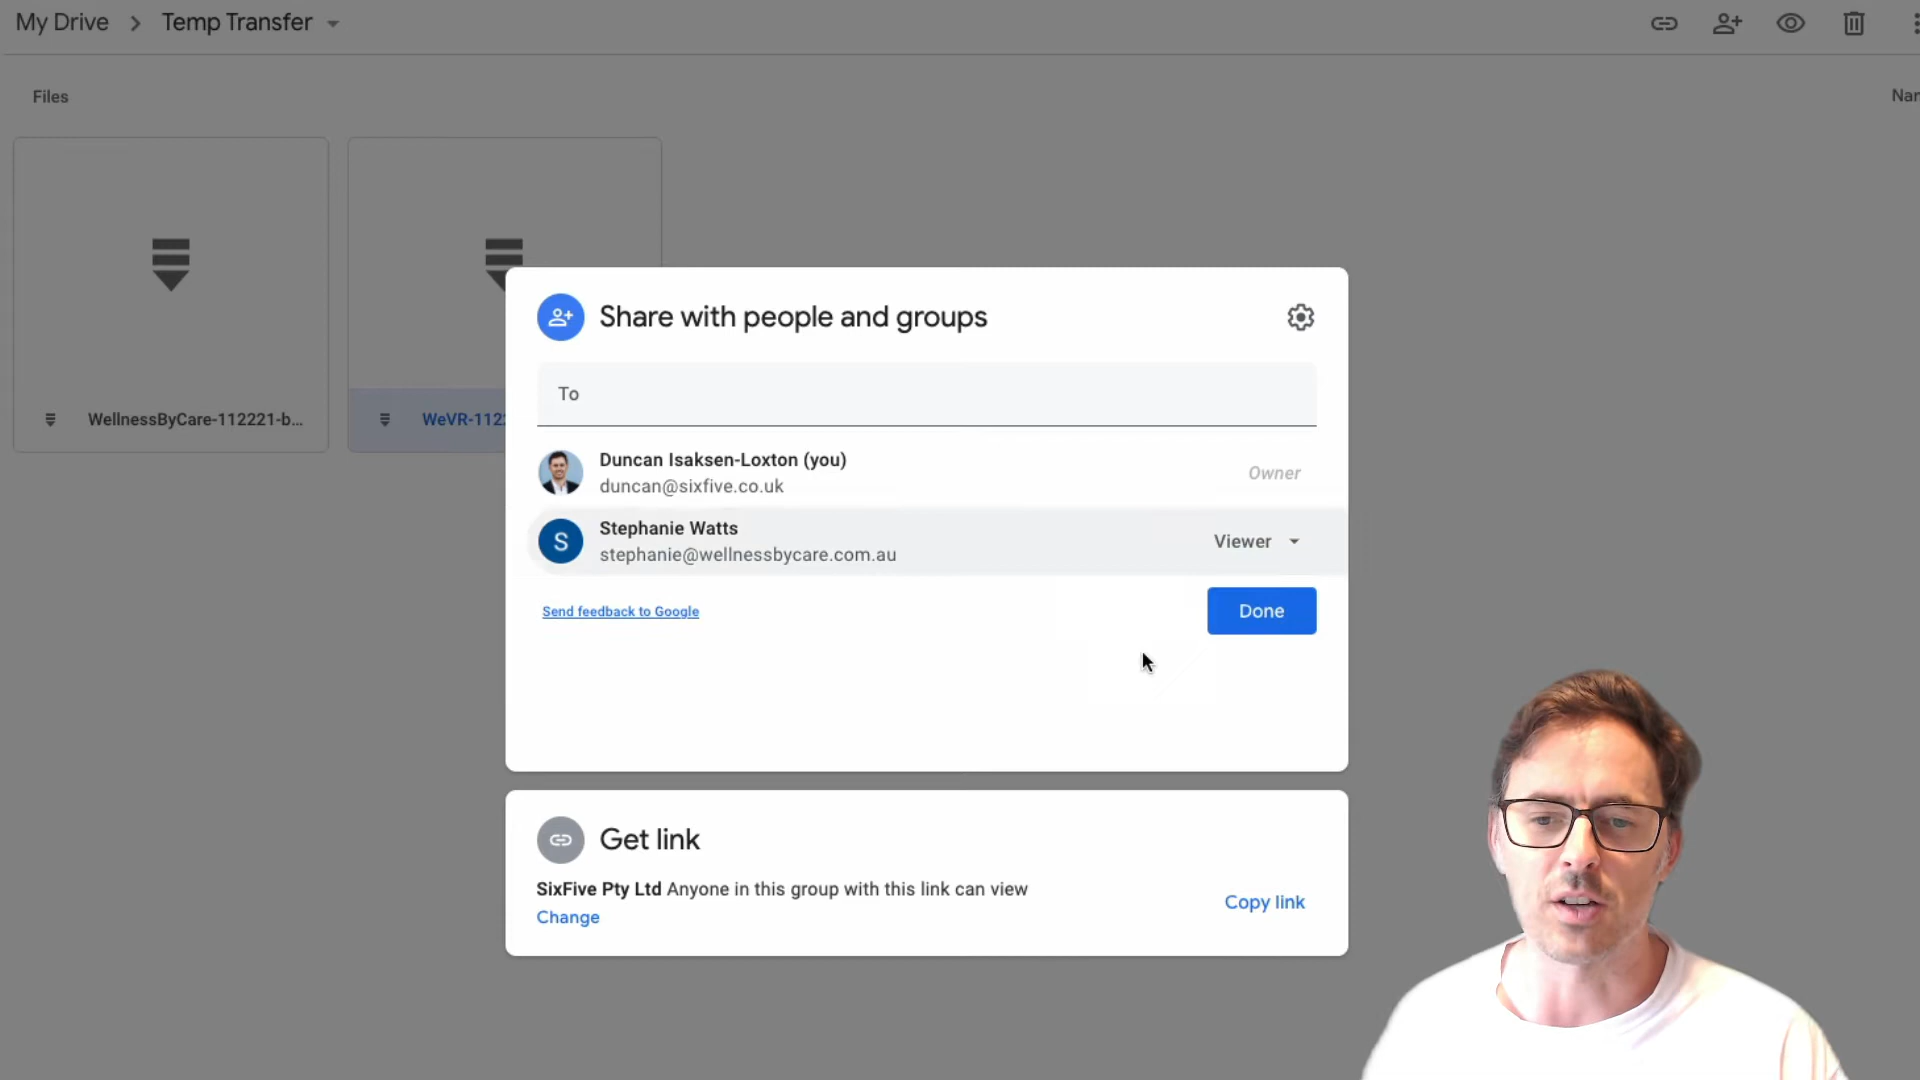 My Drive
Temp Transfer
Files
Nar
WellnessByCare-112221-b...
WeVR-112
Share with people and groups
To
Duncan Isaksen-Loxton (you)
duncan@sixfive.co.uk
Owner
S
Stephanie Watts
stephanie@wellnessbycare.com.au
Viewer
Send feedback to Google
Done
Get link
SixFive Pty Ltd Anyone in this group with this link can view
Change
Copy link